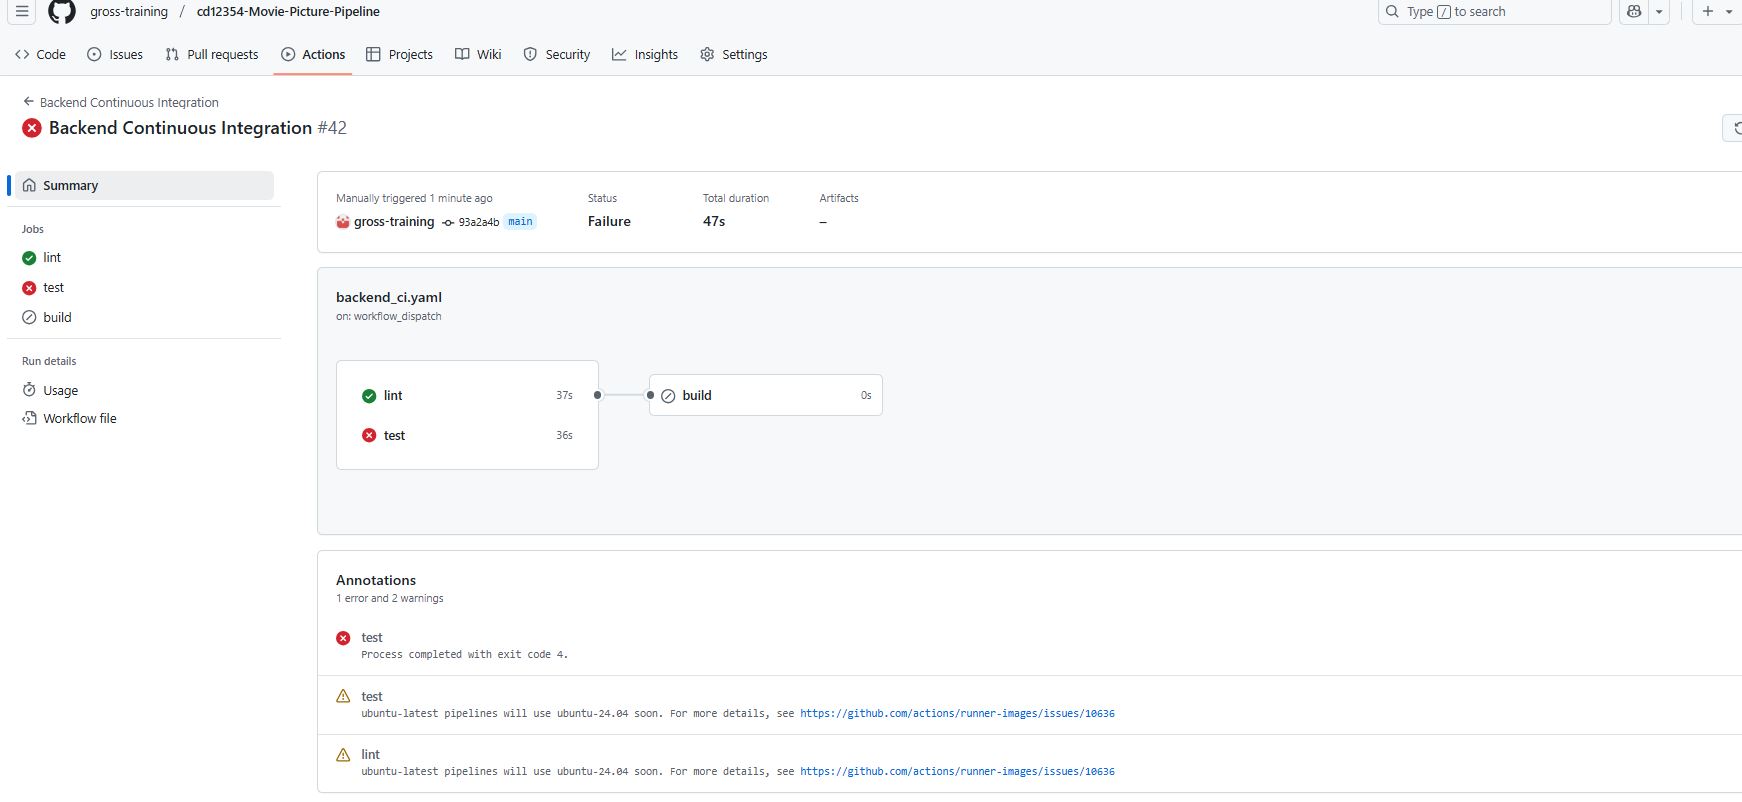 gross-training / cd12354-Movie-Picture-Pipeline
Type / to search
Code Issues Pull requests Actions Projects Wiki Security Insights Settings
Backend Continuous Integration
Backend Continuous Integration #42
Summary
Jobs
lint
test
build
Run details
Usage
Workflow file
Manually triggered 1 minute ago
gross-training 93a2a4b main
Status
Failure
Total duration
47s
Artifacts
–
backend_ci.yaml
on: workflow_dispatch
lint 37s
test 36s
build 0s
Annotations
1 error and 2 warnings
test
Process completed with exit code 4.
test
ubuntu-latest pipelines will use ubuntu-24.04 soon. For more details, see https://github.com/actions/runner-images/issues/10636
lint
ubuntu-latest pipelines will use ubuntu-24.04 soon. For more details, see https://github.com/actions/runner-images/issues/10636